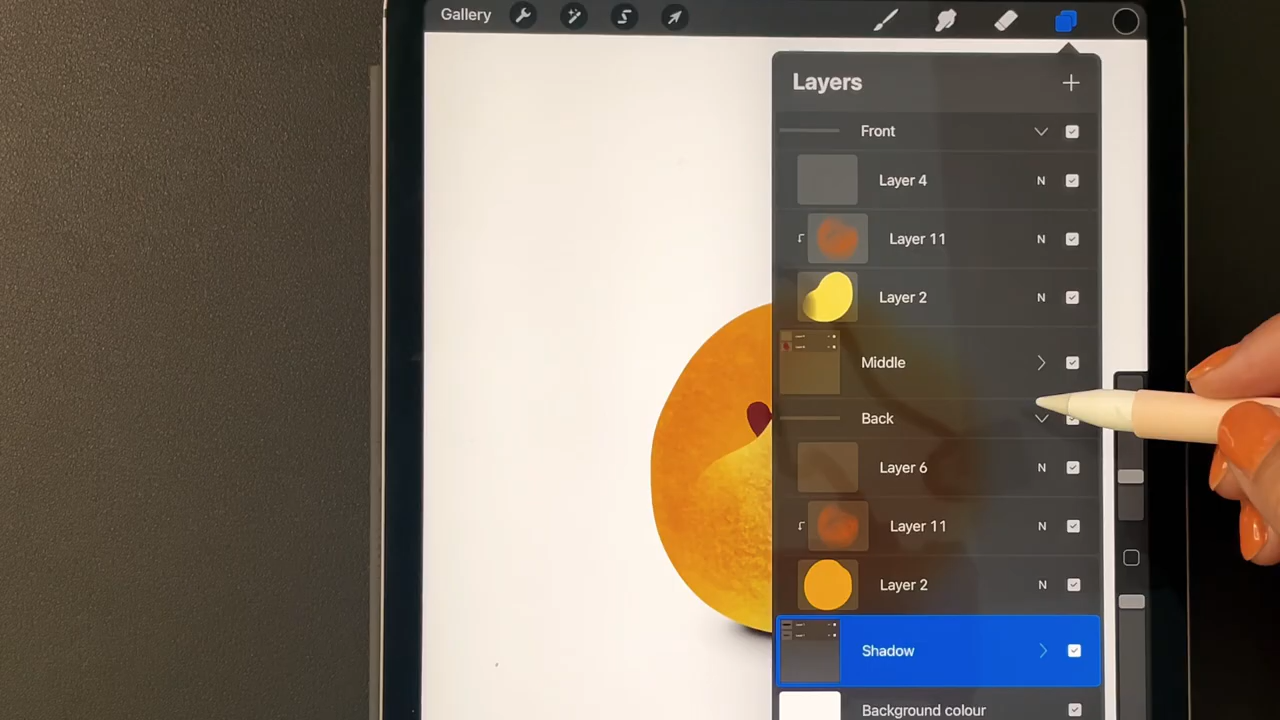 Gallery
Layers
Front
Layer 4 N
Layer 11 N
Layer 2 N
Middle
Back
Layer 6 N
Layer 11 N
Layer 2 N
Shadow
Background colour